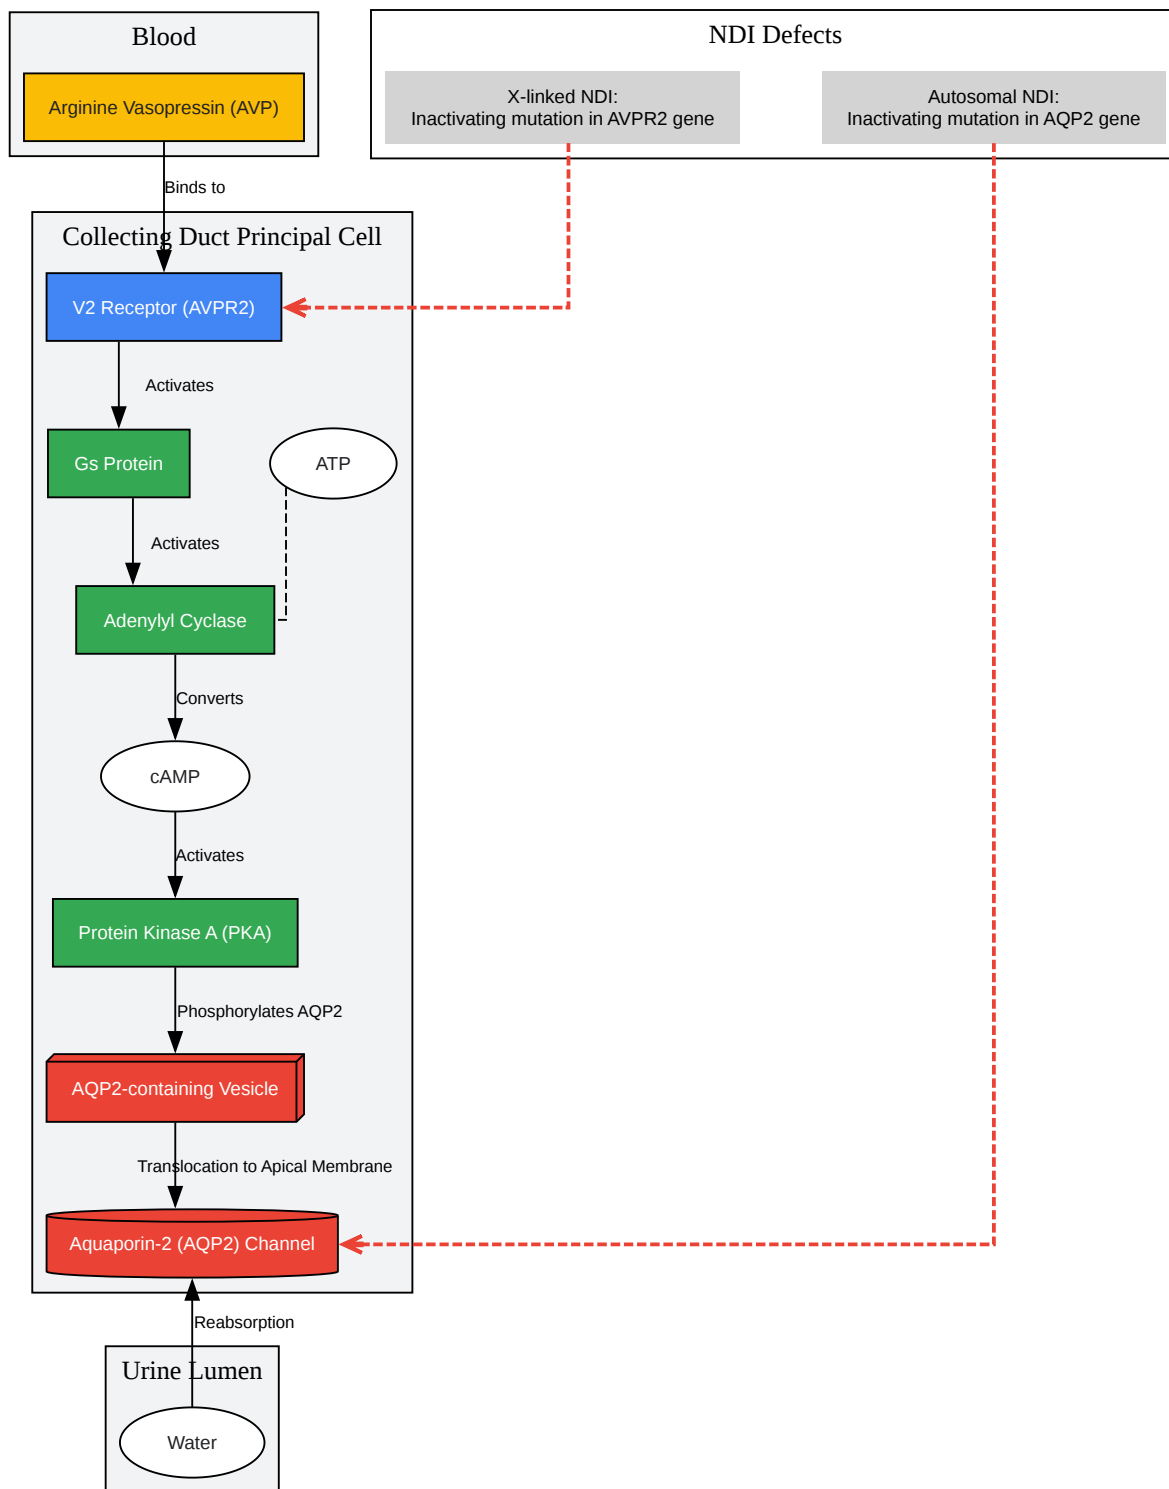 Blood
Arginine Vasopressin (AVP)
NDI Defects
X-linked NDI:
Inactivating mutation in AVPR2 gene
Autosomal NDI:
Inactivating mutation in AQP2 gene
Binds to
Collecting Duct Principal Cell
V2 Receptor (AVPR2)
Activates
Gs Protein
ATP
Activates
Adenylyl Cyclase
Converts
cAMP
Activates
Protein Kinase A (PKA)
Phosphorylates AQP2
AQP2-containing Vesicle
Translocation to Apical Membrane
Aquaporin-2 (AQP2) Channel
Reabsorption
Urine Lumen
Water